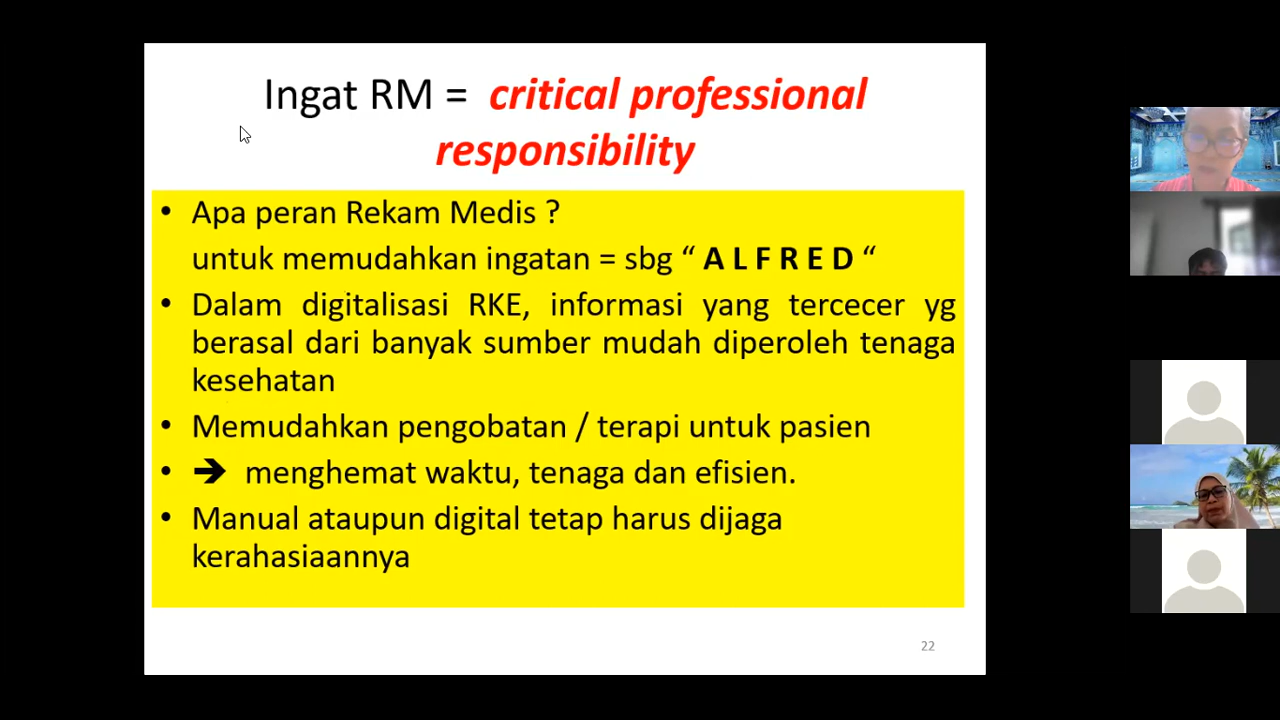 Ingat RM = critical professional
responsibility
• Apa peran Rekam Medis ?
untuk memudahkan ingatan = sbg “ A L F R E D “
• Dalam digitalisasi RKE, informasi yang tercecer yg
berasal dari banyak sumber mudah diperoleh tenaga
kesehatan
• Memudahkan pengobatan / terapi untuk pasien
• ➔ menghemat waktu, tenaga dan efisien.
• Manual ataupun digital tetap harus dijaga
kerahasiaannya
22